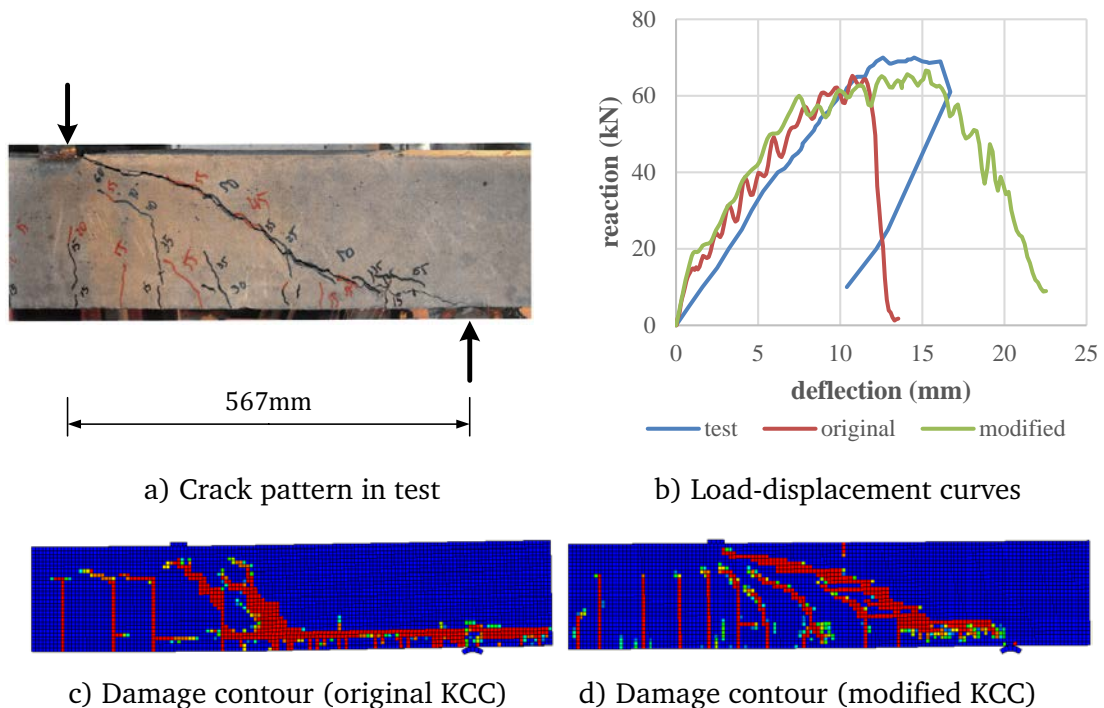 567mm
a) Crack pattern in test
reaction (kN)
80
60
40
20
0
0 5 10 15 20 25
deflection (mm)
test original modified
b) Load-displacement curves
c) Damage contour (original KCC)
d) Damage contour (modified KCC)